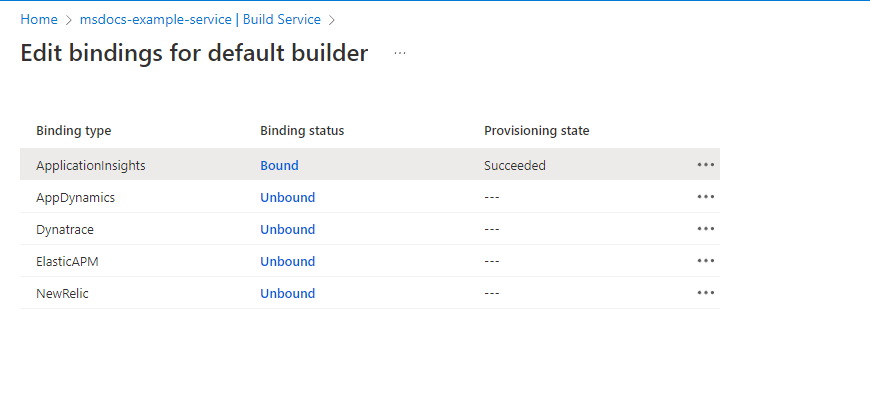 Home > msdocs-example-service | Build Service >
Edit bindings for default builder ...
Binding type Binding status Provisioning state
ApplicationInsights Bound Succeeded •••
AppDynamics Unbound --- •••
Dynatrace Unbound --- •••
ElasticAPM Unbound --- •••
NewRelic Unbound --- •••